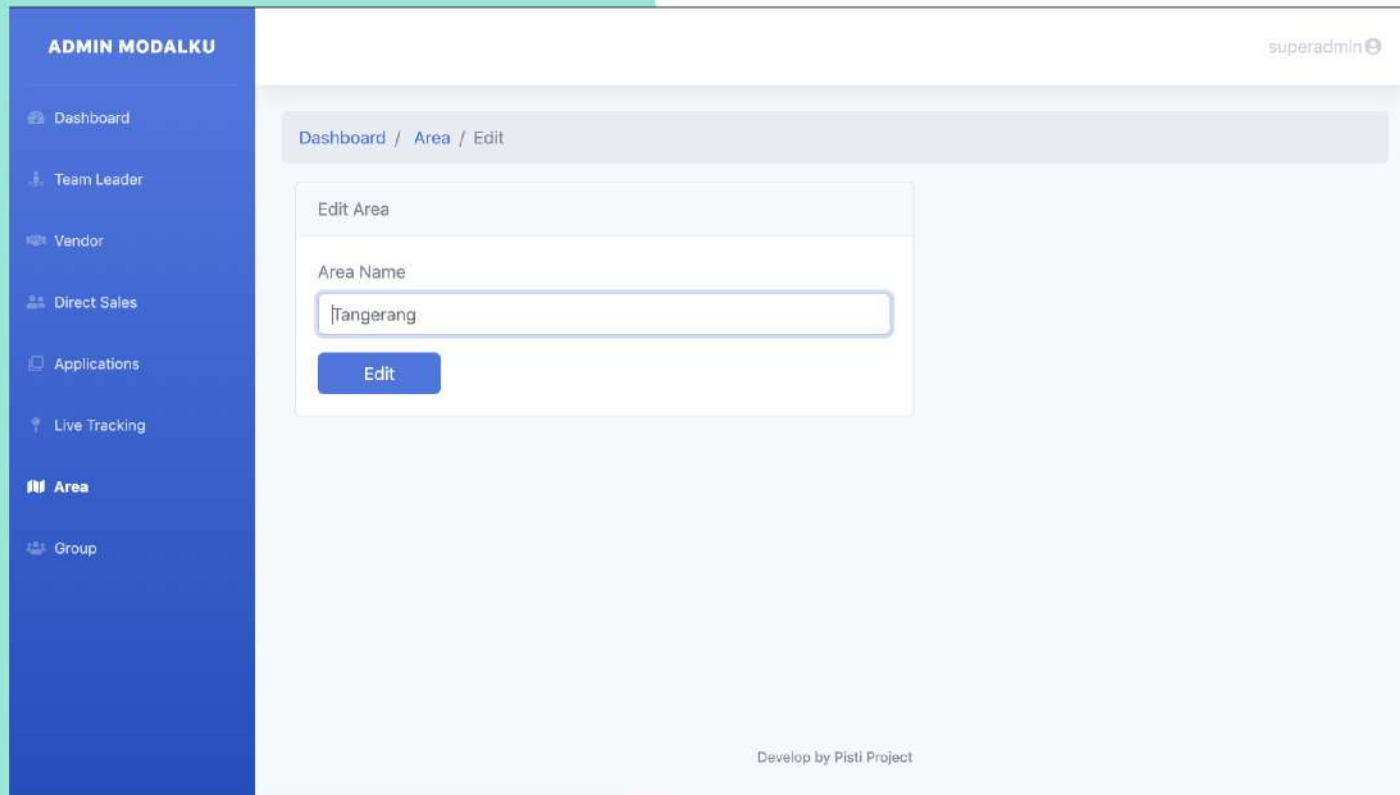 ADMIN MODALKU
superadmin
Dashboard
Team Leader
Vendor
Direct Sales
Applications
Live Tracking
Area
Group
Dashboard / Area / Edit
Edit Area
Area Name
Tangerang
Edit
Develop by Pisti Project